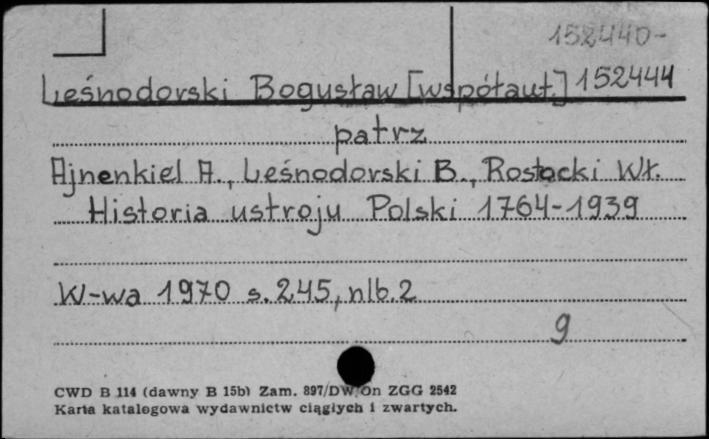 152440-
Leśnodorski Bogusław [współaut.] 152444
patrz
Ajnenkiel A., Leśnodorski B., Rostocki Wł.
Historia ustroju Polski 1764-1939
W-wa 1970 s. 245, nlb. 2
9
CWD B 114 (dawny B 15b) Zam. 897/DW/On ZGG 2542
Karta katalogowa wydawnictw ciągłych i zwartych.